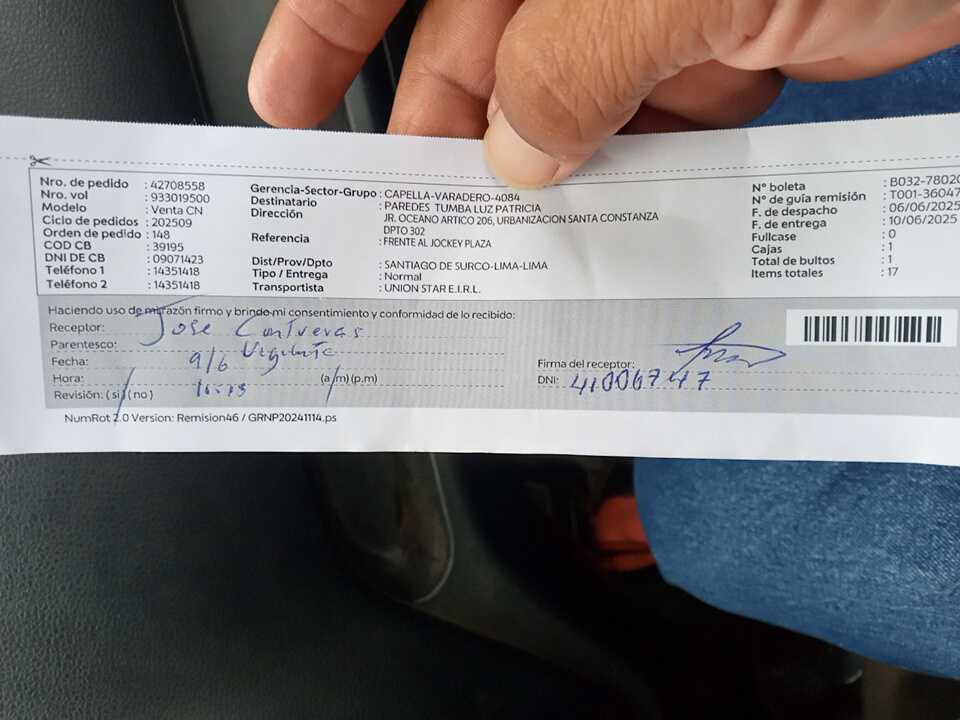 Nro. de pedido : 42708558
Nro. vol : 933019500
Modelo : Venta CN
Ciclo de pedidos : 202509
Orden de pedido : 148
COD CB : 39195
DNI DE CB : 09071423
Teléfono 1 : 14351418
Teléfono 2 : 14351418
Gerencia-Sector-Grupo : CAPELLA-VARADERO-4084
Destinatario : PAREDES TUMBA LUZ PATRICIA
Dirección : JR. OCEANO ARTICO 206, URBANIZACION SANTA CONSTANZA
DPTO 302
Referencia : FRENTE AL JOCKEY PLAZA
Dist/Prov/Dpto : SANTIAGO DE SURCO-LIMA-LIMA
Tipo / Entrega : Normal
Transportista : UNION STAR E.I.R.L.
N° boleta : B032-78020
N° de guía remisión : T001-36047
F. de despacho : 06/06/2025
F. de entrega : 10/06/2025
Fullcase : 0
Cajas : 1
Total de bultos : 1
Items totales : 17
Haciendo uso de mi razón firmo y brindo mi consentimiento y conformidad de lo recibido:
Receptor: Jose Contreras
Parentesco: Vigilante
Fecha: 9/6
Hora: (a/m) (p.m)
Revisión: ( si ) ( no )
Firma del receptor:
DNI: 41006747
NumRot 2.0 Version: Remision46 / GRNP20241114.ps